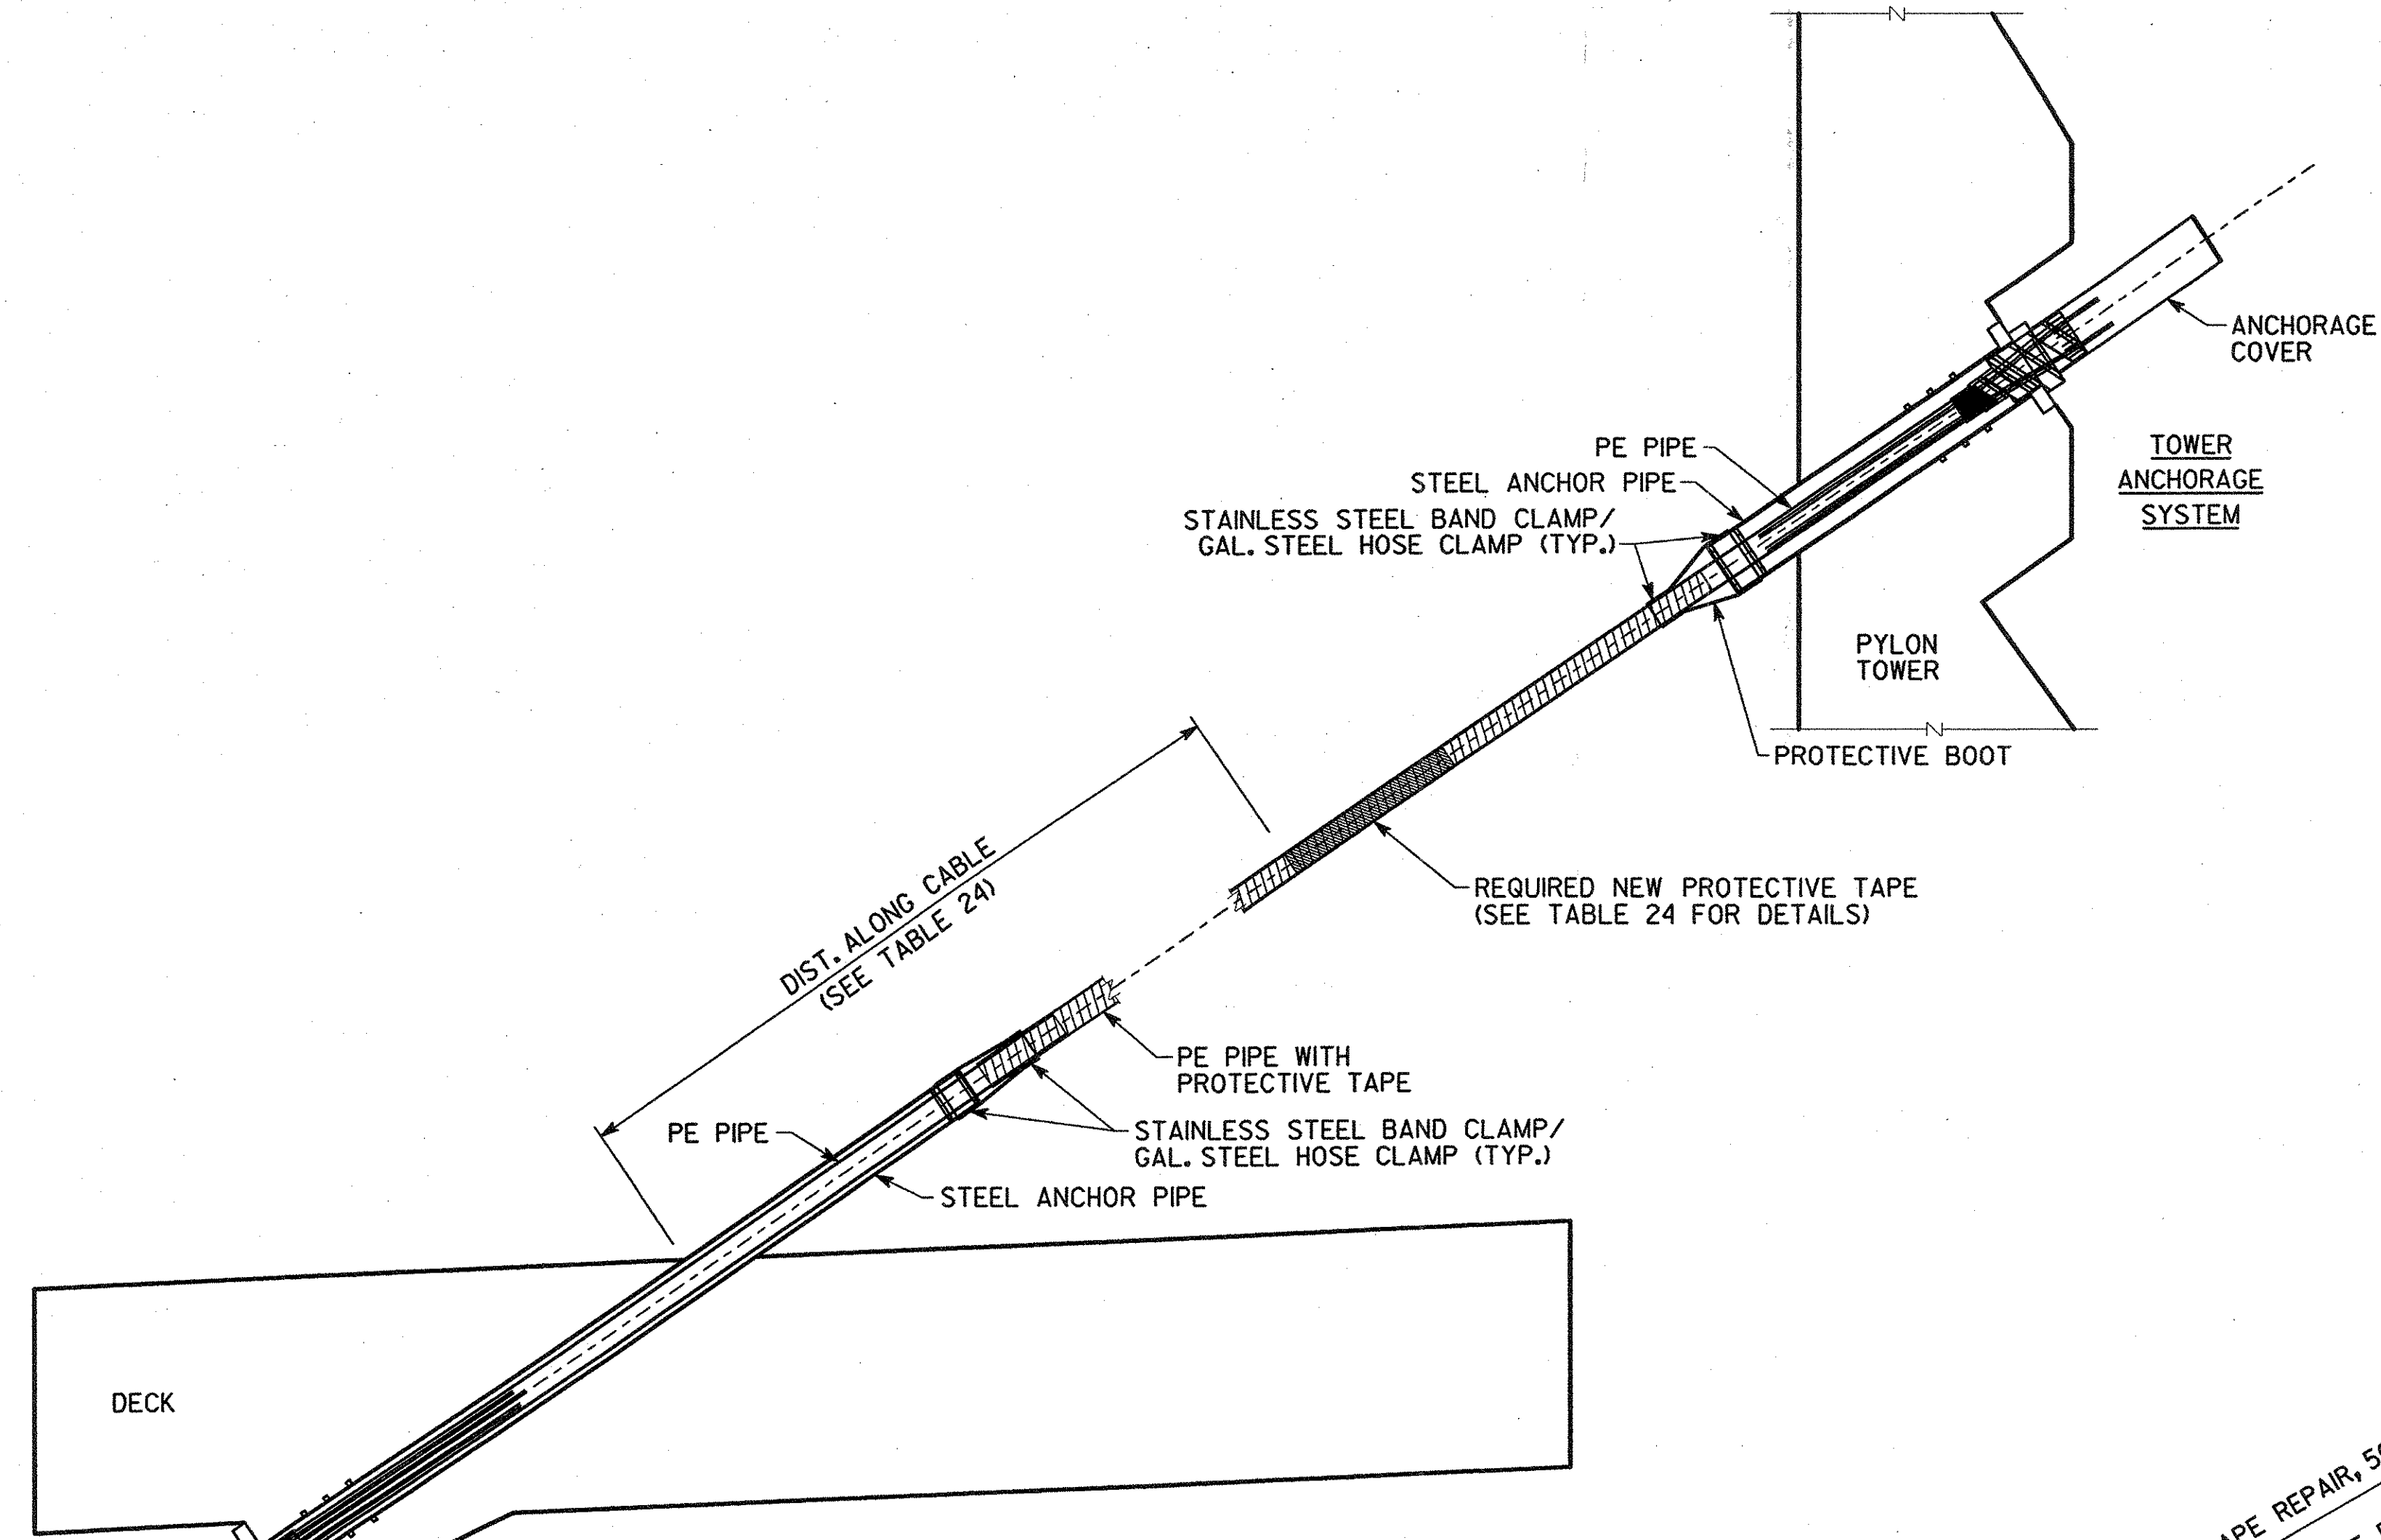 ANCHORAGE
COVER
TOWER
ANCHORAGE
SYSTEM
PE PIPE
STEEL ANCHOR PIPE
STAINLESS STEEL BAND CLAMP/
GAL. STEEL HOSE CLAMP (TYP.)
PYLON
TOWER
PROTECTIVE BOOT
REQUIRED NEW PROTECTIVE TAPE
(SEE TABLE 24 FOR DETAILS)
DIST. ALONG CABLE
(SEE TABLE 24)
PE PIPE WITH
PROTECTIVE TAPE
PE PIPE
STAINLESS STEEL BAND CLAMP/
GAL. STEEL HOSE CLAMP (TYP.)
STEEL ANCHOR PIPE
DECK
REPAIR,